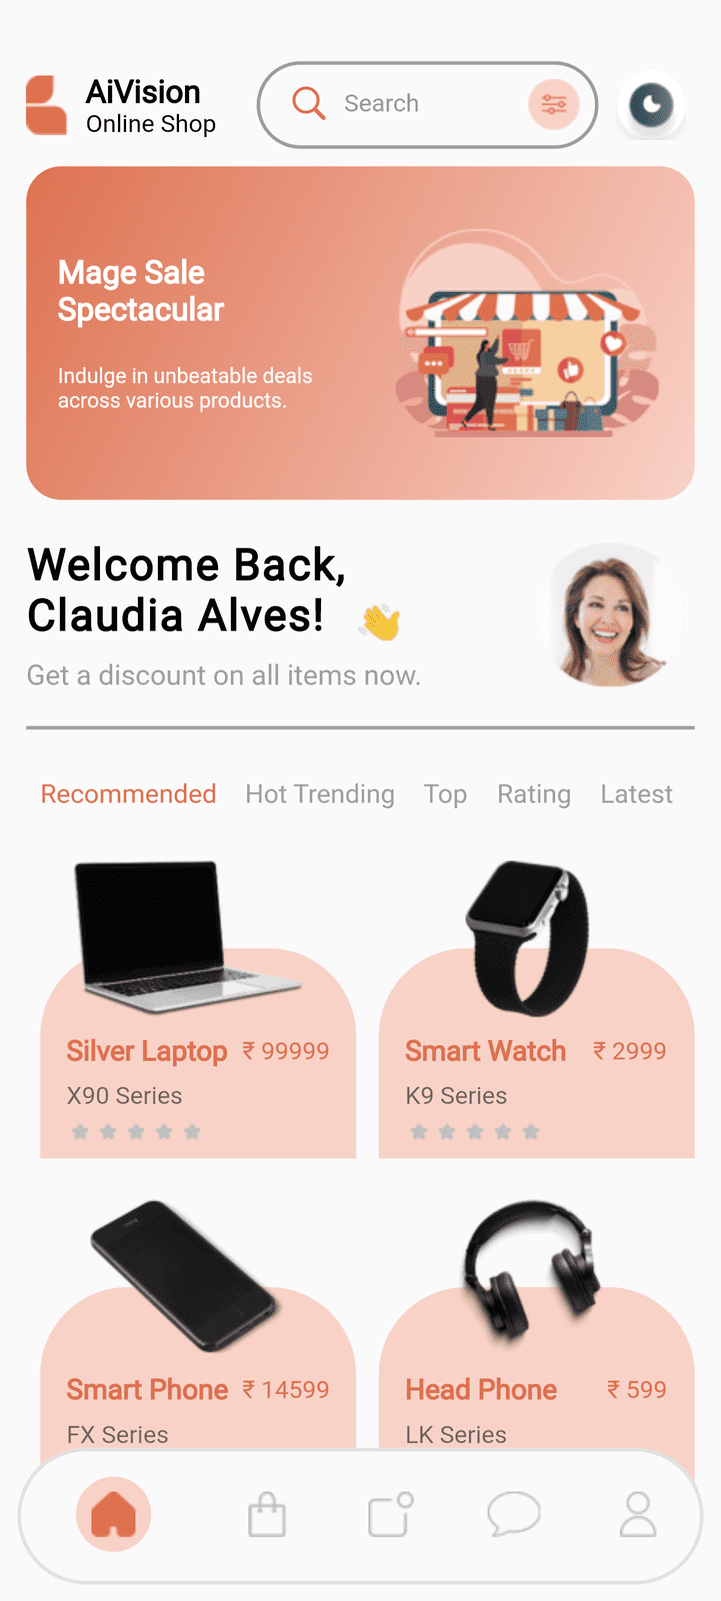 AiVision
Online Shop
Search
Mage Sale
Spectacular
Indulge in unbeatable deals
across various products.
Welcome Back,
Claudia Alves! 👋
Get a discount on all items now.
Recommended Hot Trending Top Rating Latest
Silver Laptop ₹ 99999
X90 Series
Smart Watch ₹ 2999
K9 Series
Smart Phone ₹ 14599
FX Series
Head Phone ₹ 599
LK Series